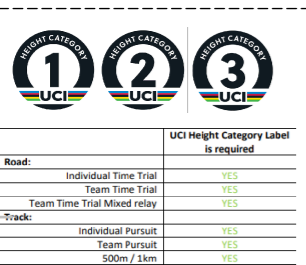 HEIGHT CATEGORY
1
UCI
HEIGHT CATEGORY
2
UCI
HEIGHT CATEGORY
3
UCI
UCI Height Category Label
is required
Road:
Individual Time Trial YES
Team Time Trial YES
Team Time Trial Mixed relay YES
Track:
Individual Pursuit YES
Team Pursuit YES
500m / 1km YES